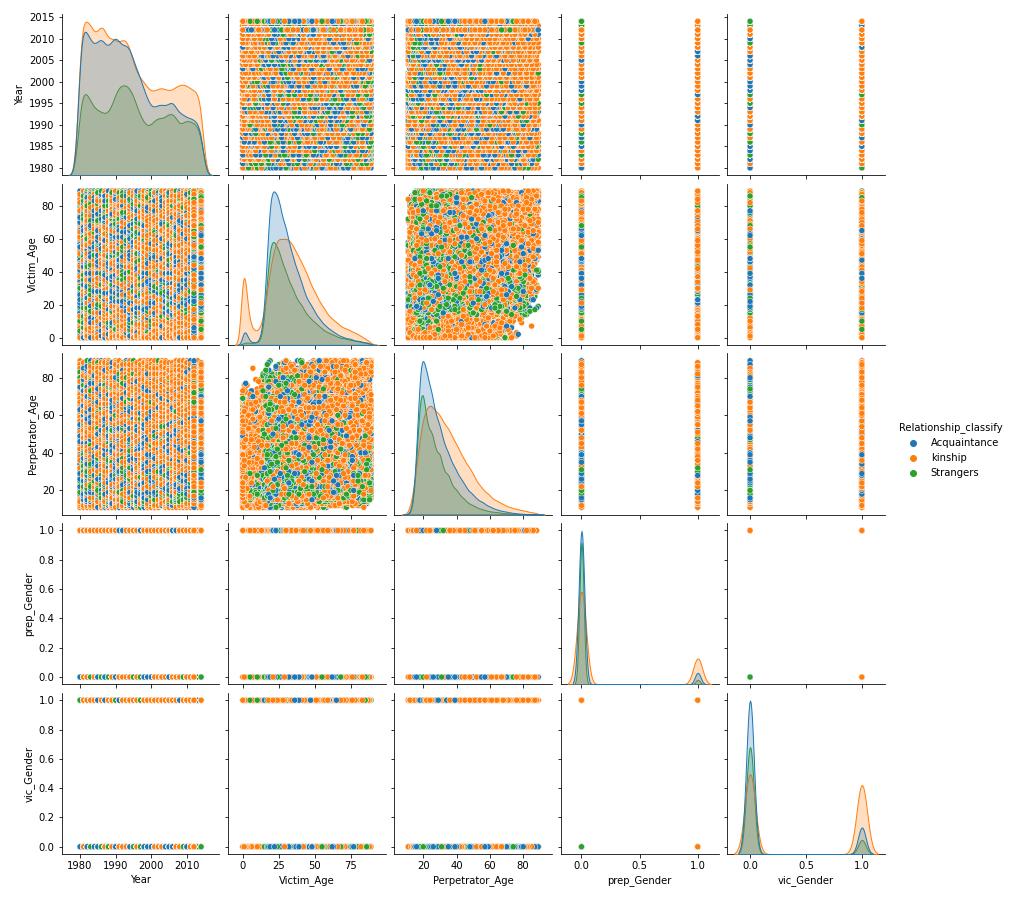 2015
2010
2005
2000
1995
1990
1985
1980
Year
80
60
40
20
0
Victim_Age
80
60
40
20
Perpetrator_Age
Relationship_classify
Acquaintance
kinship
Strangers
1.0
0.8
0.6
0.4
0.2
0.0
prep_Gender
1.0
0.8
0.6
0.4
0.2
0.0
vic_Gender
1980 1990 2000 2010
Year
0 25 50 75
Victim_Age
20 40 60 80
Perpetrator_Age
0.0 0.5 1.0
prep_Gender
0.0 0.5 1.0
vic_Gender